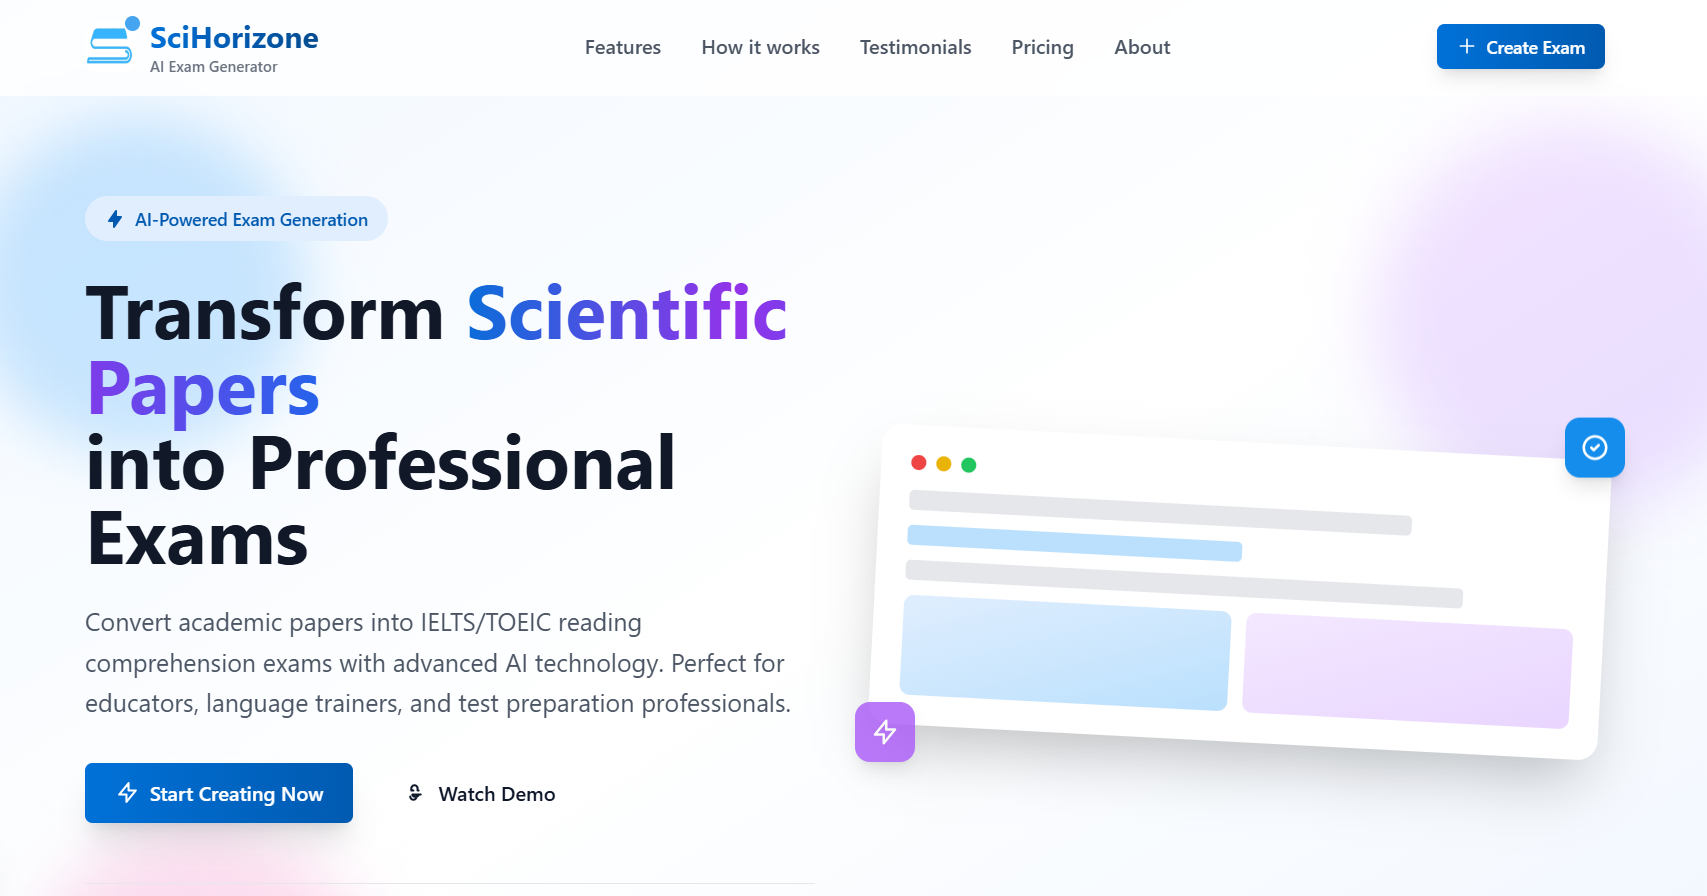 SciHorizone
AI Exam Generator
Features
How it works
Testimonials
Pricing
About
Create Exam
AI-Powered Exam Generation
Transform Scientific
Papers
into Professional
Exams
Convert academic papers into IELTS/TOEIC reading
comprehension exams with advanced AI technology. Perfect for
educators, language trainers, and test preparation professionals.
Start Creating Now
Watch Demo